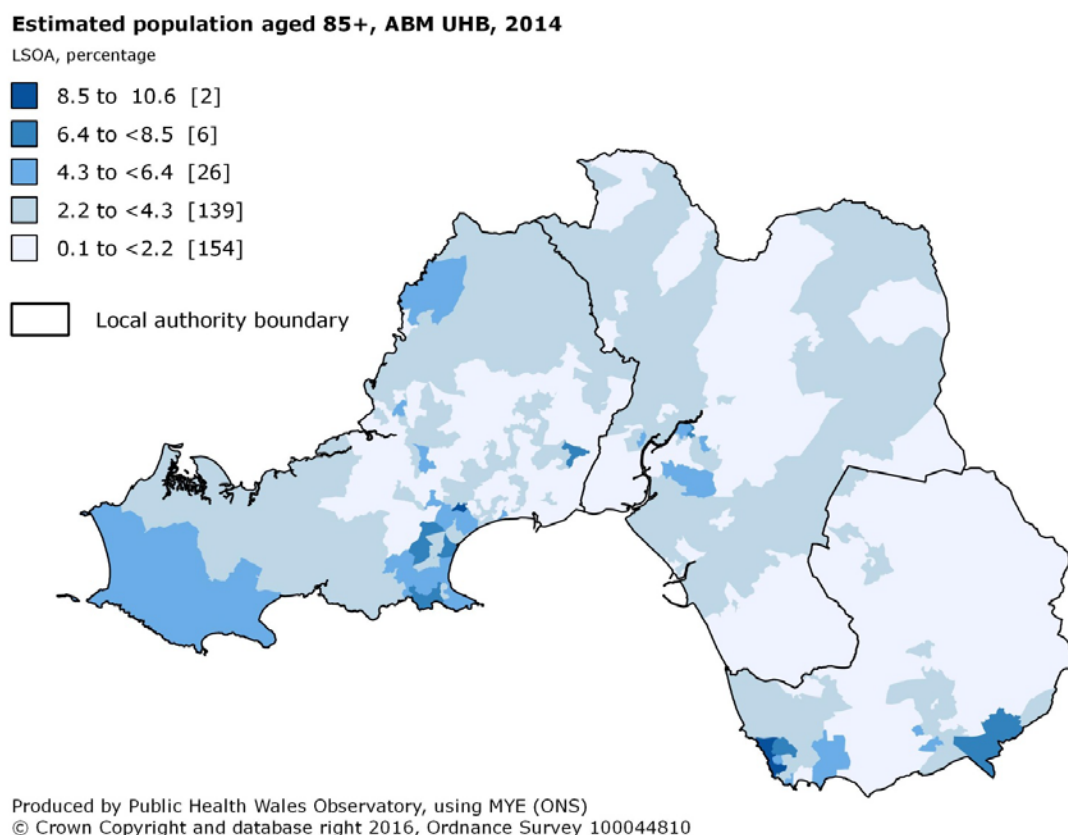 Estimated population aged 85+, ABM UHB, 2014
LSOA, percentage
8.5 to 10.6 [2]
6.4 to <8.5 [6]
4.3 to <6.4 [26]
2.2 to <4.3 [139]
0.1 to <2.2 [154]
Local authority boundary
Produced by Public Health Wales Observatory, using MYE (ONS)
© Crown Copyright and database right 2016, Ordnance Survey 100044810